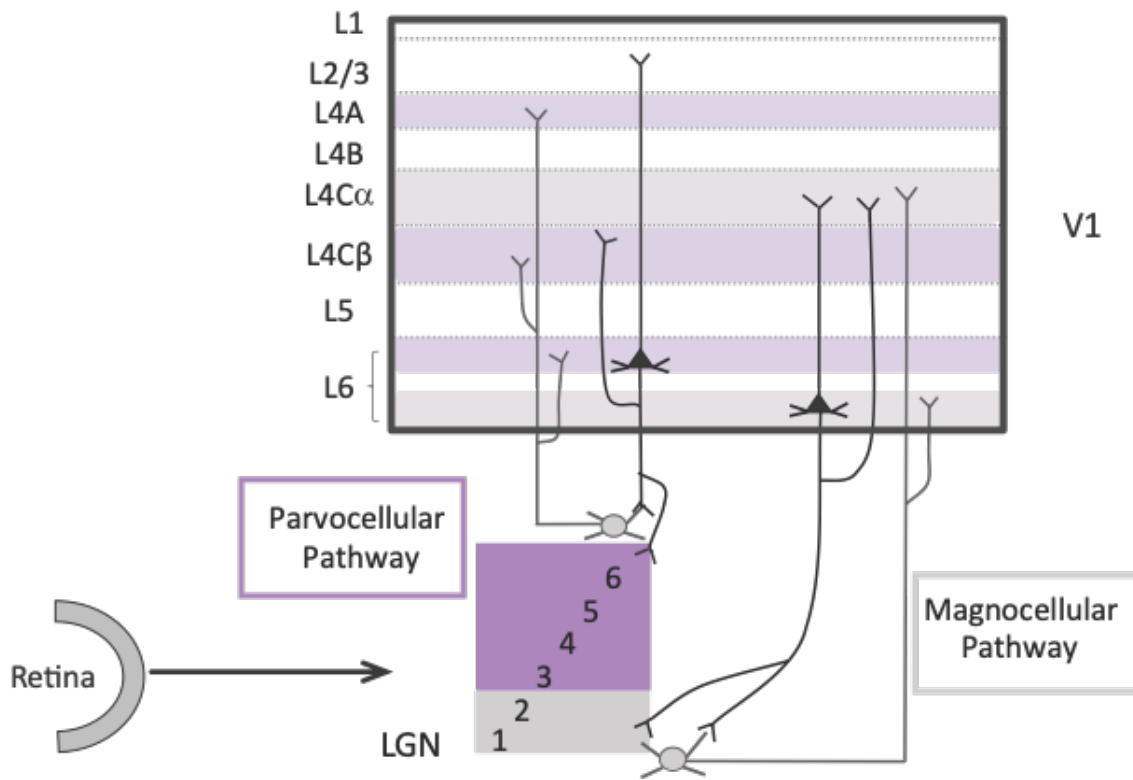 L1
L2/3
L4A
L4B
L4Cα
L4Cβ
L5
L6
V1
Parvocellular
Pathway
6
5
4
3
2
1
Magnocellular
Pathway
Retina
LGN